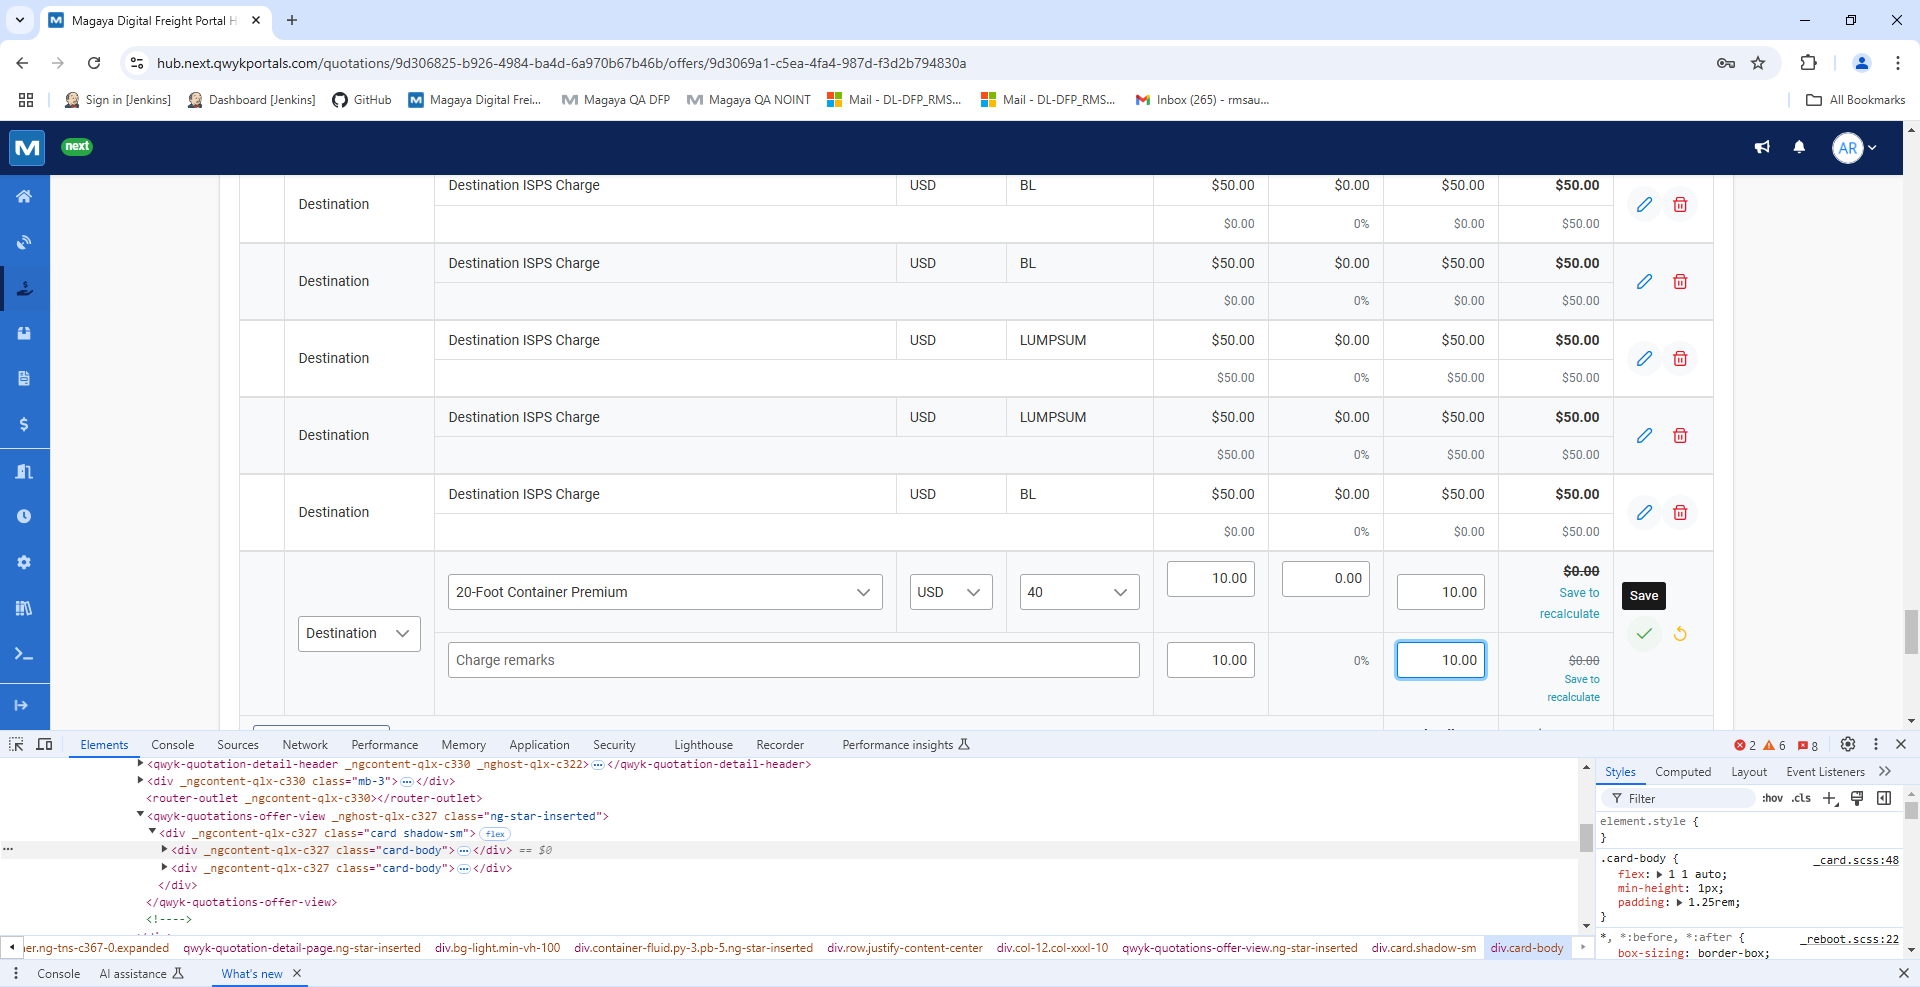 Magaya Digital Freight Portal H
hub.next.qwykportals.com/quotations/9d306825-b926-4984-ba4d-6a970b67b46b/offers/9d3069a1-c5ea-4fa4-987d-f3d2b794830a
Sign in [Jenkins] Dashboard [Jenkins] GitHub Magaya Digital Frei... Magaya QA DFP Magaya QA NOINT Mail - DL-DFP_RMS... Mail - DL-DFP_RMS... Inbox (265) - rmsau... All Bookmarks
next AR
Destination ISPS Charge USD BL $50.00 $0.00 $50.00 $50.00
Destination
$0.00 0% $0.00 $50.00
Destination ISPS Charge USD BL $50.00 $0.00 $50.00 $50.00
Destination
$0.00 0% $0.00 $50.00
Destination ISPS Charge USD LUMPSUM $50.00 $0.00 $50.00 $50.00
Destination
$50.00 0% $50.00 $50.00
Destination ISPS Charge USD LUMPSUM $50.00 $0.00 $50.00 $50.00
Destination
$50.00 0% $50.00 $50.00
Destination ISPS Charge USD BL $50.00 $0.00 $50.00 $50.00
Destination
$0.00 0% $0.00 $50.00
20-Foot Container Premium USD 40 10.00 0.00 10.00 $0.00
Save to
recalculate
Save
Destination
Charge remarks 10.00 0% 10.00 $0.00
Save to
recalculate
Elements Console Sources Network Performance Memory Application Security Lighthouse Recorder Performance insights 2 6 8
<qwyk-quotation-detail-header _ngcontent-qlx-c330 _nghost-qlx-c322>…</qwyk-quotation-detail-header>
<div _ngcontent-qlx-c330 class="mb-3">…</div>
<router-outlet _ngcontent-qlx-c330></router-outlet>
<qwyk-quotations-offer-view _nghost-qlx-c327 class="ng-star-inserted">
<div _ngcontent-qlx-c327 class="card shadow-sm"> flex
<div _ngcontent-qlx-c327 class="card-body">…</div> == $0
<div _ngcontent-qlx-c327 class="card-body">…</div>
</div>
</qwyk-quotations-offer-view>
<!---->
Styles Computed Layout Event Listeners
Filter :hov .cls
element.style {
}
.card-body { _card.scss:48
flex: 1 1 auto;
min-height: 1px;
padding: 1.25rem;
}
*, *:before, *:after { _reboot.scss:22
box-sizing: border-box;
ner.ng-tns-c367-0.expanded qwyk-quotation-detail-page.ng-star-inserted div.bg-light.min-vh-100 div.container-fluid.py-3.pb-5.ng-star-inserted div.row.justify-content-center div.col-12.col-xxxl-10 qwyk-quotations-offer-view.ng-star-inserted div.card.shadow-sm div.card-body
Console AI assistance What's new